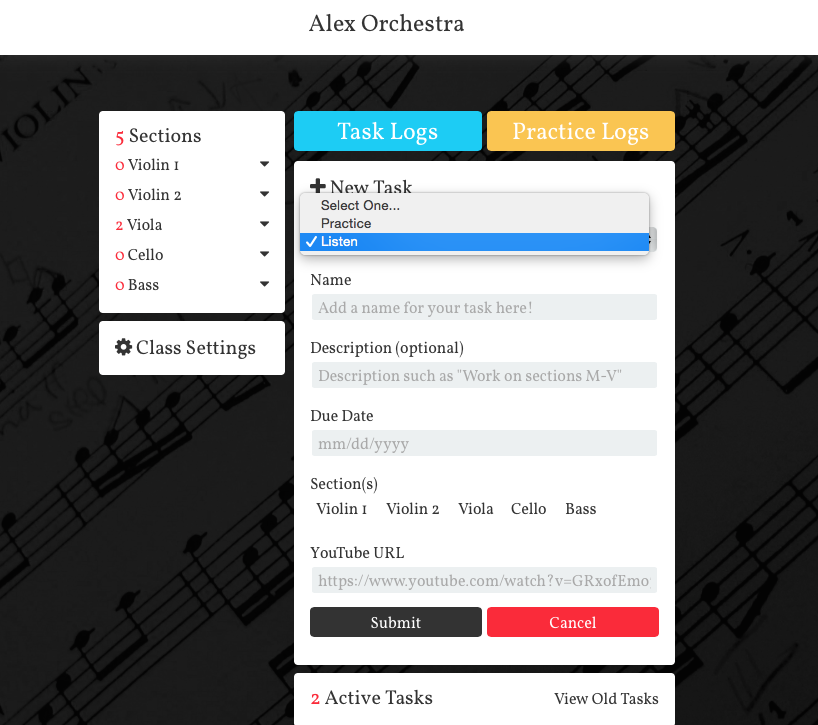 Alex Orchestra
VIOLIN
5 Sections
0 Violin 1
0 Violin 2
2 Viola
0 Cello
0 Bass
Class Settings
Task Logs
Practice Logs
New Task
Select One...
Practice
✓ Listen
Name
Add a name for your task here!
Description (optional)
Description such as "Work on sections M-V"
Due Date
mm/dd/yyyy
Section(s)
Violin 1 Violin 2 Viola Cello Bass
YouTube URL
https://www.youtube.com/watch?v=GRxofEmo
Submit
Cancel
2 Active Tasks
View Old Tasks